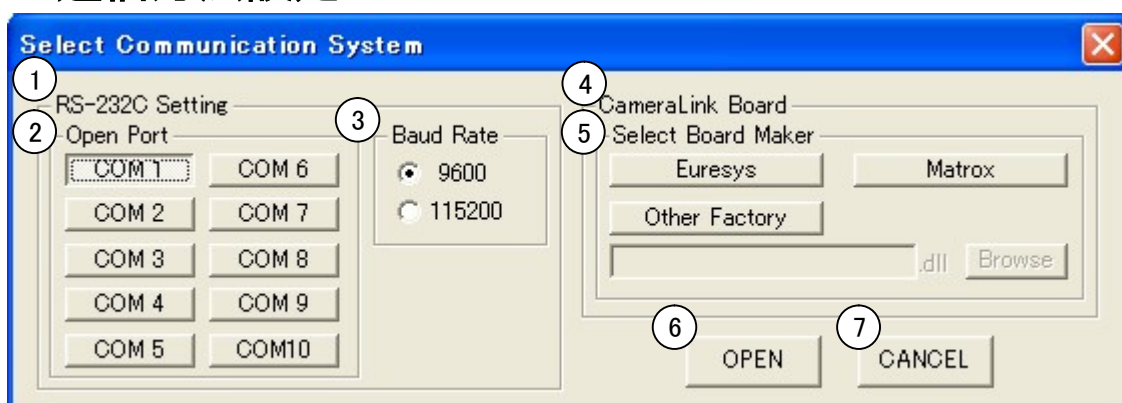 Select Communication System
1
RS-232C Setting
2
Open Port
COM 1
COM 6
COM 2
COM 7
COM 3
COM 8
COM 4
COM 9
COM 5
COM10
3
Baud Rate
9600
115200
4
CameraLink Board
5
Select Board Maker
Euresys
Matrox
Other Factory
.dll
Browse
6
OPEN
7
CANCEL